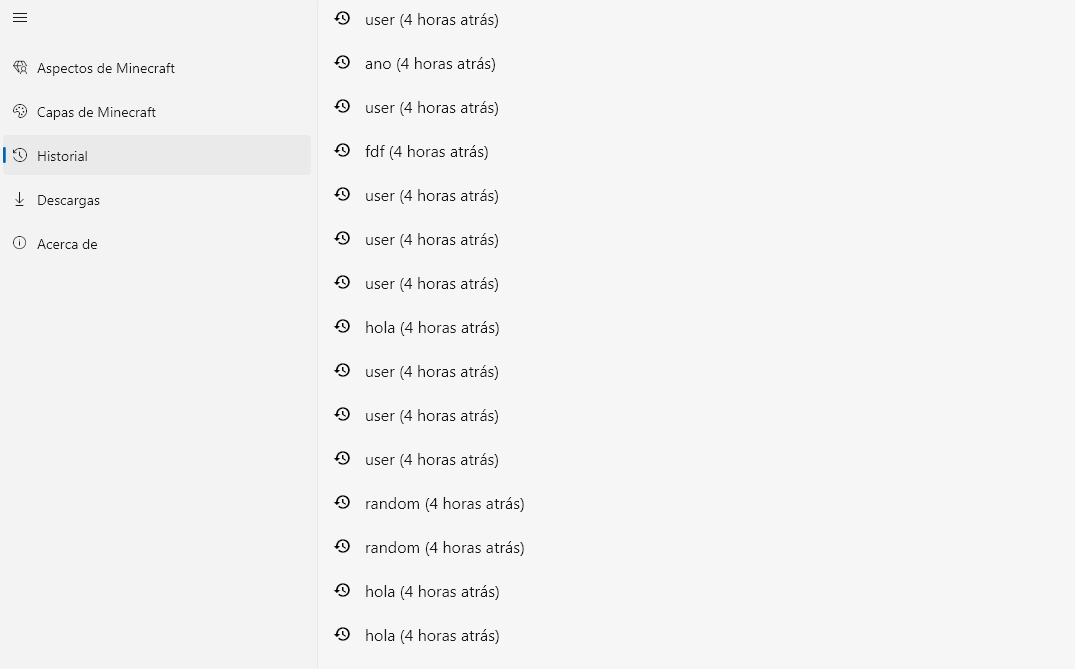 Aspectos de Minecraft
Capas de Minecraft
Historial
Descargas
Acerca de
user (4 horas atrás)
ano (4 horas atrás)
user (4 horas atrás)
fdf (4 horas atrás)
user (4 horas atrás)
user (4 horas atrás)
user (4 horas atrás)
hola (4 horas atrás)
user (4 horas atrás)
user (4 horas atrás)
user (4 horas atrás)
random (4 horas atrás)
random (4 horas atrás)
hola (4 horas atrás)
hola (4 horas atrás)